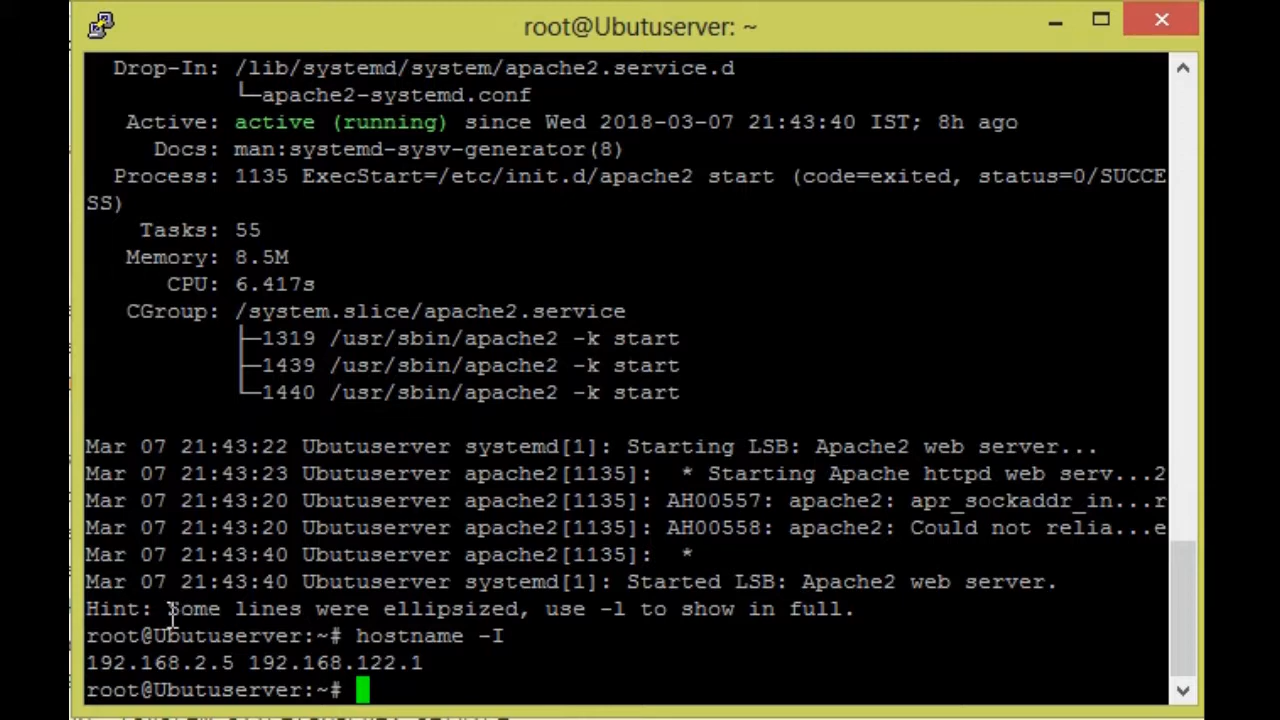 root@Ubutuserver: ~
Drop-In: /lib/systemd/system/apache2.service.d
└─apache2-systemd.conf
Active: active (running) since Wed 2018-03-07 21:43:40 IST; 8h ago
Docs: man:systemd-sysv-generator(8)
Process: 1135 ExecStart=/etc/init.d/apache2 start (code=exited, status=0/SUCCE
SS)
Tasks: 55
Memory: 8.5M
CPU: 6.417s
CGroup: /system.slice/apache2.service
├─1319 /usr/sbin/apache2 -k start
├─1439 /usr/sbin/apache2 -k start
└─1440 /usr/sbin/apache2 -k start
Mar 07 21:43:22 Ubutuserver systemd[1]: Starting LSB: Apache2 web server...
Mar 07 21:43:23 Ubutuserver apache2[1135]:  * Starting Apache httpd web serv...2
Mar 07 21:43:20 Ubutuserver apache2[1135]: AH00557: apache2: apr_sockaddr_in...r
Mar 07 21:43:20 Ubutuserver apache2[1135]: AH00558: apache2: Could not relia...e
Mar 07 21:43:40 Ubutuserver apache2[1135]:  *
Mar 07 21:43:40 Ubutuserver systemd[1]: Started LSB: Apache2 web server.
Hint: Some lines were ellipsized, use -l to show in full.
root@Ubutuserver:~# hostname -I
192.168.2.5 192.168.122.1
root@Ubutuserver:~#